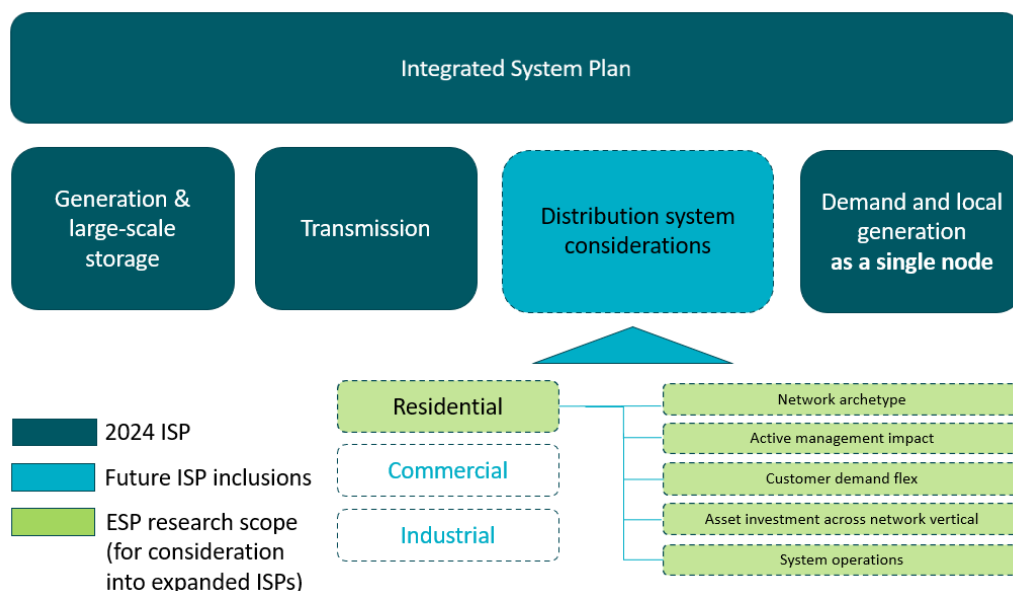 Integrated System Plan
Generation &
large-scale
storage
Transmission
Distribution system
considerations
Demand and local
generation
as a single node
2024 ISP
Future ISP inclusions
ESP research scope
(for consideration
into expanded ISPs)
Residential
Commercial
Industrial
Network archetype
Active management impact
Customer demand flex
Asset investment across network vertical
System operations